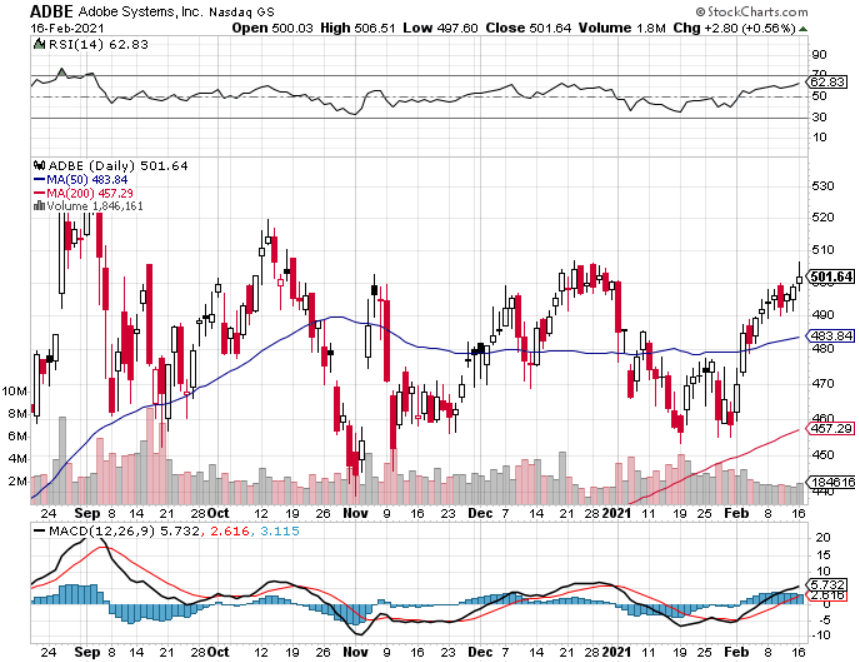 ADBE Adobe Systems, Inc. Nasdaq GS
© StockCharts.com
16-Feb-2021
Open 500.03 High 506.51 Low 497.60 Close 501.64 Volume 1.8M Chg +2.80 (+0.56%)
RSI(14) 62.83
90
70
62.83
50
30
10
ADBE (Daily) 501.64
MA(50) 483.84
MA(200) 457.29
Volume 1,846,161
530
520
510
501.64
500
490
483.84
480
470
460
457.29
450
184616
440
10M
8M
6M
4M
2M
24 Sep 8 14 21 28 Oct 12 19 26 Nov 9 16 23 Dec 7 14 21 28 2021 11 19 25 Feb 8 16
MACD(12,26,9) 5.732, 2.616, 3.115
20
15
10
5.732
2.616
0
-5
-10
24 Sep 8 14 21 28 Oct 12 19 26 Nov 9 16 23 Dec 7 14 21 28 2021 11 19 25 Feb 8 16